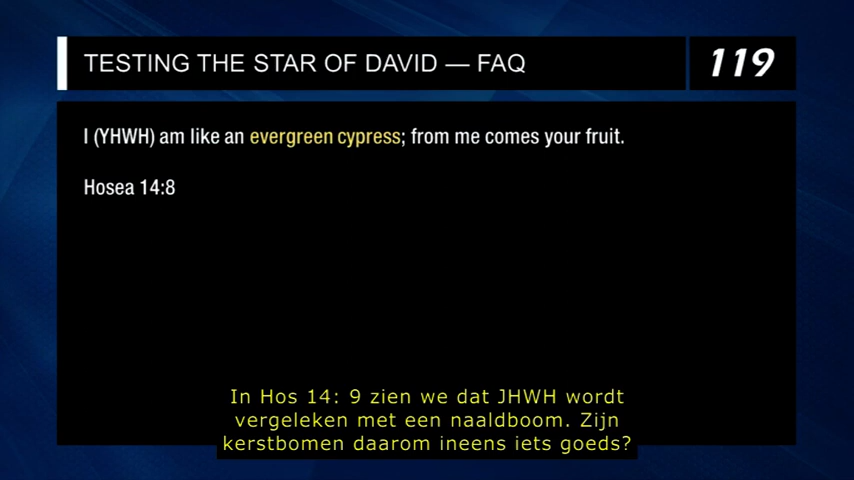 TESTING THE STAR OF DAVID — FAQ
119
I (YHWH) am like an evergreen cypress; from me comes your fruit.
Hosea 14:8
In Hos 14: 9 zien we dat JHWH wordt
vergeleken met een naaldboom. Zijn
kerstbomen daarom ineens iets goeds?